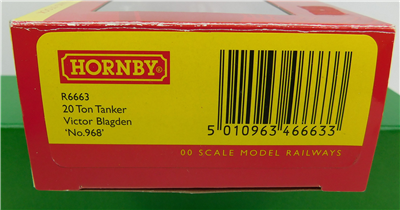 HORNBY
R6663
20 Ton Tanker
Victor Blagden
'No.968'
5 010963 466633
00 SCALE MODEL RAILWAYS